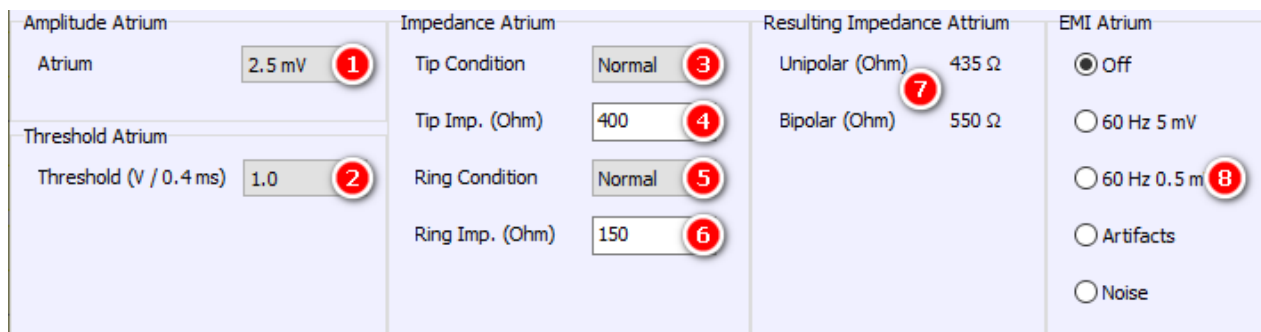 Amplitude Atrium
Atrium 2.5 mV 1
Threshold Atrium
Threshold (V / 0.4 ms) 1.0 2
Impedance Atrium
Tip Condition Normal 3
Tip Imp. (Ohm) 400 4
Ring Condition Normal 5
Ring Imp. (Ohm) 150 6
Resulting Impedance Attrium
Unipolar (Ohm) 435 Ω
7
Bipolar (Ohm) 550 Ω
EMI Atrium
Off
60 Hz 5 mV
60 Hz 0.5 m 8
Artifacts
Noise